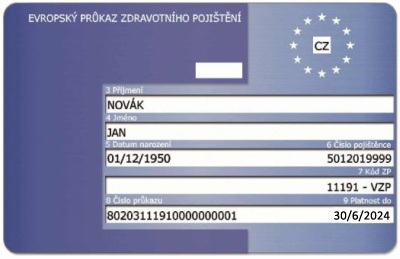 EVROPSKÝ PRŮKAZ ZDRAVOTNÍHO POJIŠTĚNÍ
CZ
3 Příjmení
NOVÁK
4 Jméno
JAN
5 Datum narození 6 Číslo pojištěnce
01/12/1950 5012019999
7 Kód ZP
11191 - VZP
8 Číslo průkazu 9 Platnost do
80203111910000000001 30/6/2024